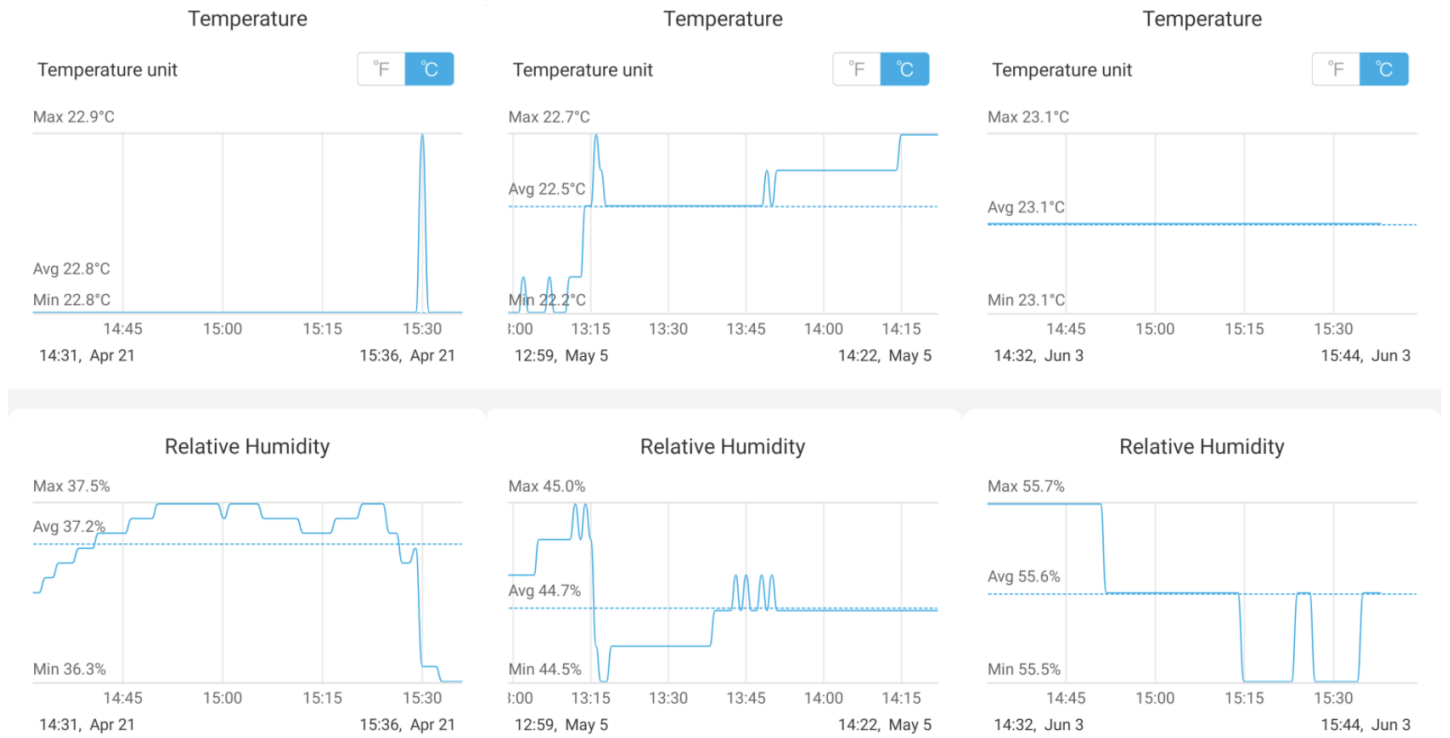 Temperature
Temperature unit
°F
°C
Max 22.9°C
Avg 22.8°C
Min 22.8°C
14:45 15:00 15:15 15:30
14:31, Apr 21 15:36, Apr 21
Temperature
Temperature unit
°F
°C
Max 22.7°C
Avg 22.5°C
Min 22.2°C
3:00 13:15 13:30 13:45 14:00 14:15
12:59, May 5 14:22, May 5
Temperature
Temperature unit
°F
°C
Max 23.1°C
Avg 23.1°C
Min 23.1°C
14:45 15:00 15:15 15:30
14:32, Jun 3 15:44, Jun 3
Relative Humidity
Max 37.5%
Avg 37.2%
Min 36.3%
14:45 15:00 15:15 15:30
14:31, Apr 21 15:36, Apr 21
Relative Humidity
Max 45.0%
Avg 44.7%
Min 44.5%
3:00 13:15 13:30 13:45 14:00 14:15
12:59, May 5 14:22, May 5
Relative Humidity
Max 55.7%
Avg 55.6%
Min 55.5%
14:45 15:00 15:15 15:30
14:32, Jun 3 15:44, Jun 3